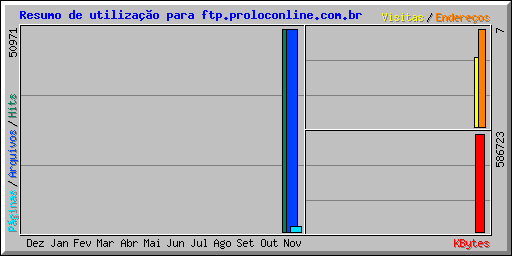 Resumo de utilização para ftp.proloconline.com.br
Visitas / Endereços
50971
Páginas / Arquivos / Hits
7
586723
Dez Jan Fev Mar Abr Mai Jun Jul Ago Set Out Nov
KBytes